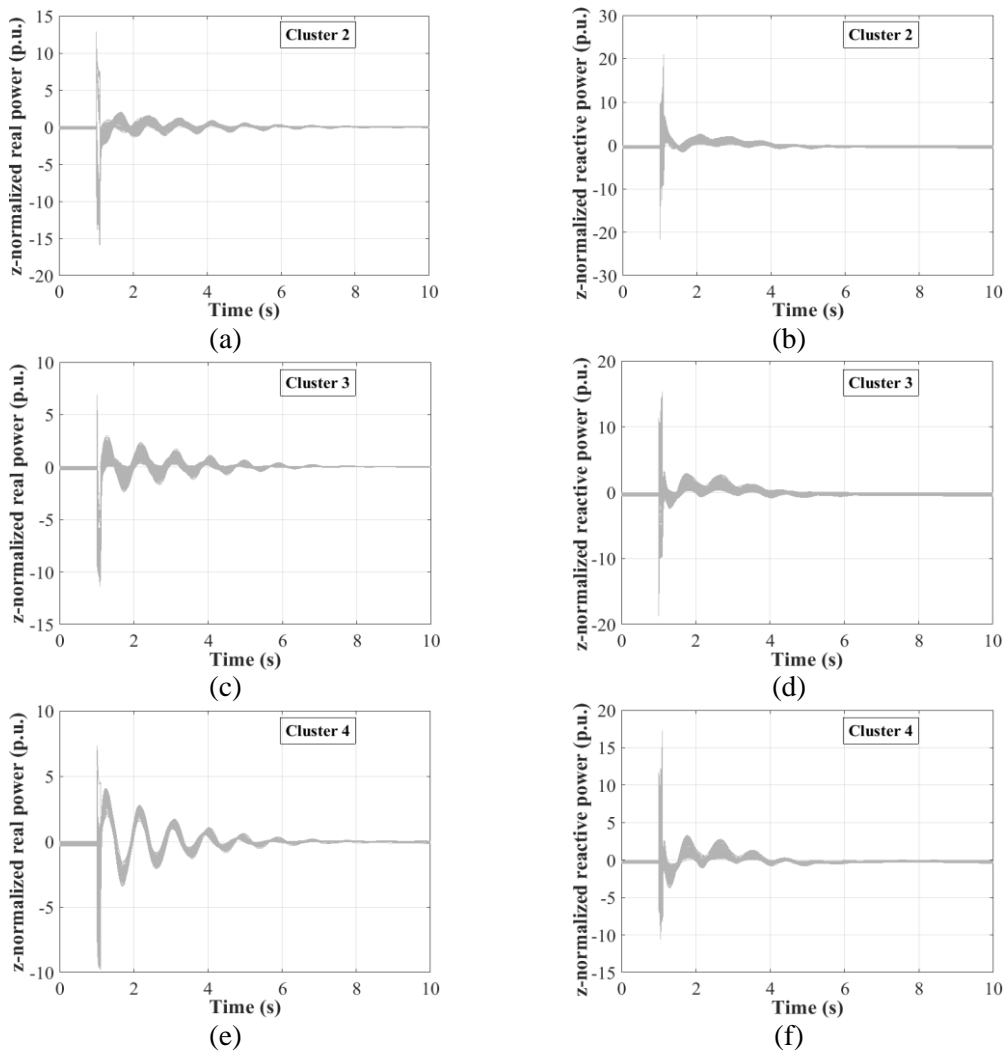 z-normalized real power (p.u.)
15
10
5
0
-5
-10
-15
-20
Cluster 2
0 2 4 6 8 10
Time (s)
(a)
z-normalized reactive power (p.u.)
30
20
10
0
-10
-20
-30
Cluster 2
0 2 4 6 8 10
Time (s)
(b)
z-normalized real power (p.u.)
10
5
0
-5
-10
-15
Cluster 3
0 2 4 6 8 10
Time (s)
(c)
z-normalized reactive power (p.u.)
20
10
0
-10
-20
Cluster 3
0 2 4 6 8 10
Time (s)
(d)
z-normalized real power (p.u.)
10
5
0
-5
-10
Cluster 4
0 2 4 6 8 10
Time (s)
(e)
z-normalized reactive power (p.u.)
20
15
10
5
0
-5
-10
-15
Cluster 4
0 2 4 6 8 10
Time (s)
(f)